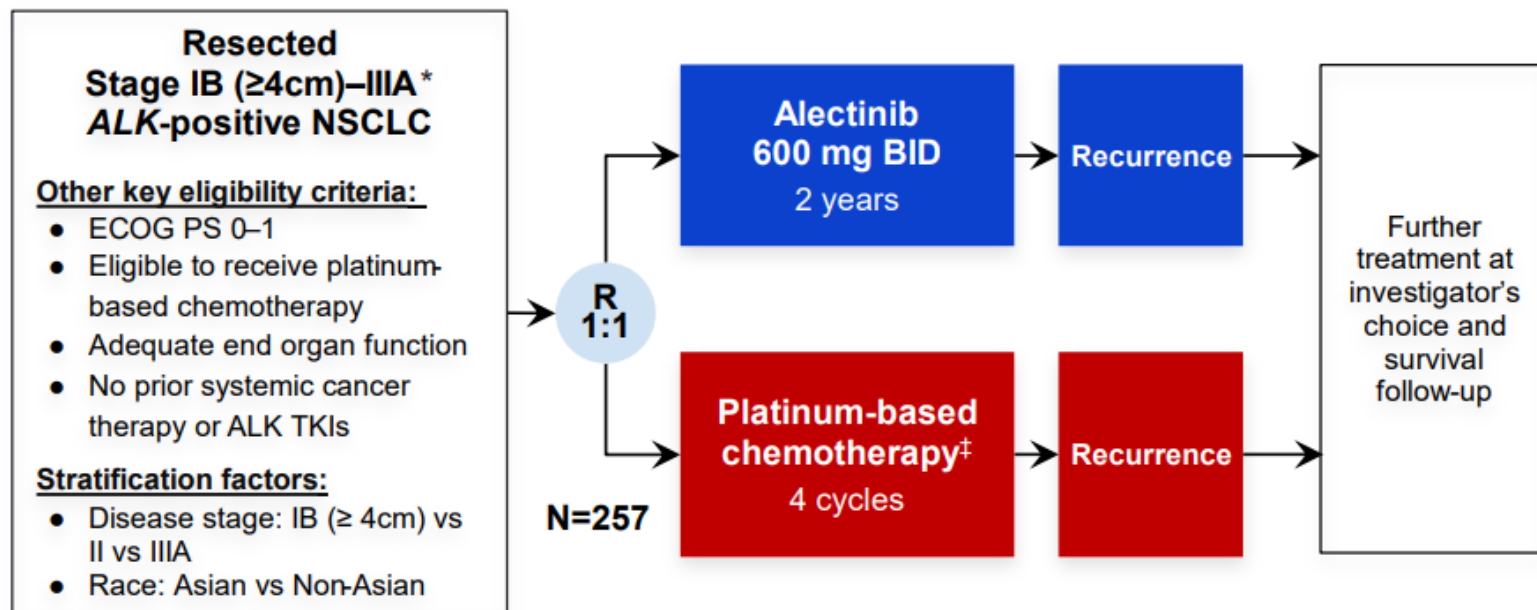 Resected
Stage IB (≥4cm)–IIIA*
ALK-positive NSCLC
Other key eligibility criteria:
● ECOG PS 0–1
● Eligible to receive platinum-
based chemotherapy
● Adequate end organ function
● No prior systemic cancer
therapy or ALK TKIs
Stratification factors:
● Disease stage: IB (≥ 4cm) vs
II vs IIIA
● Race: Asian vs Non-Asian
R
1:1
N=257
Alectinib
600 mg BID
2 years
Recurrence
Platinum-based
chemotherapy‡
4 cycles
Recurrence
Further
treatment at
investigator’s
choice and
survival
follow-up